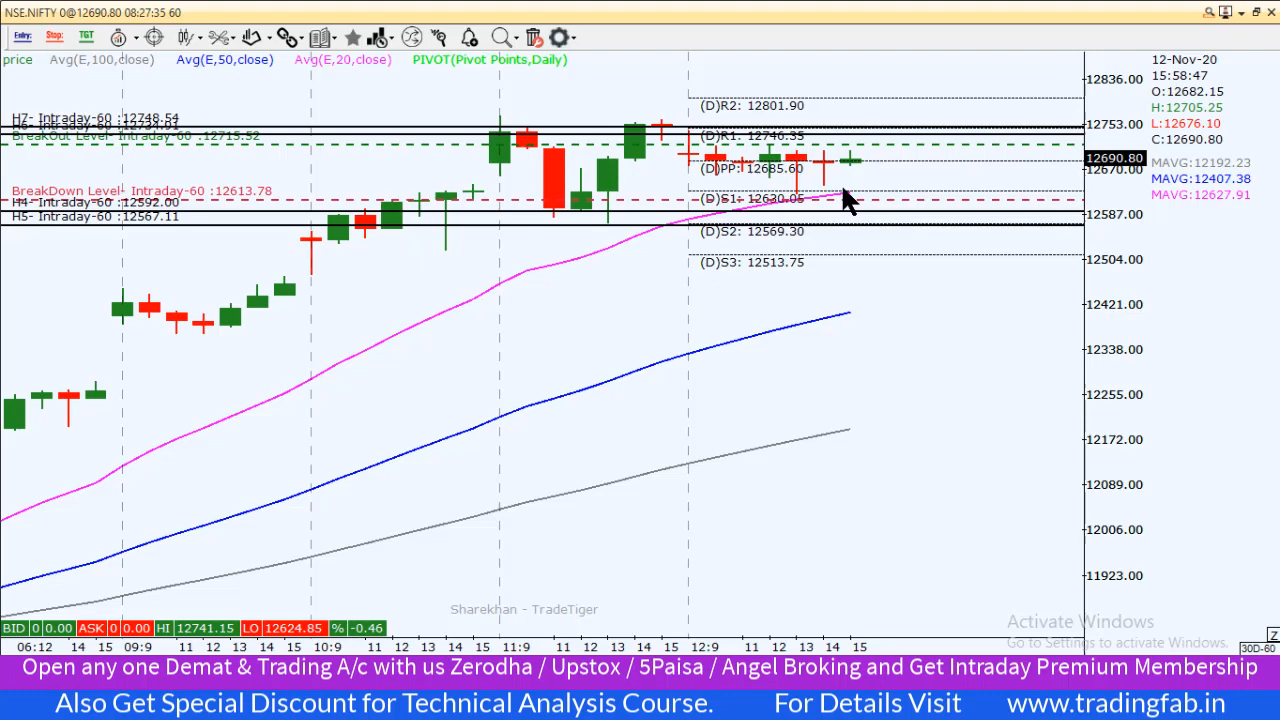 NSE.NIFTY 0@12690.80 08:27:35 60
Entry: Stop: TGT
price Avg(E,100,close) Avg(E,50,close) Avg(E,20,close) PIVOT(Pivot Points,Daily)
12-Nov-20
15:58:47
O: 12682.15
H: 12705.25
L: 12676.10
C: 12690.80
MAVG: 12192.23
MAVG: 12407.38
MAVG: 12627.91
H7- Intraday-60 :12748.54
BreakOut Level- Intraday-60 :12715.52
BreakDown Level- Intraday-60 :12613.78
H4- Intraday-60 :12592.00
H5- Intraday-60 :12567.11
(D)R2: 12801.90
(D)R1: 12746.35
(D)PP: 12685.60
(D)S1: 12630.05
(D)S2: 12569.30
(D)S3: 12513.75
12836.00
12753.00
12690.80
12670.00
12587.00
12504.00
12421.00
12338.00
12255.00
12172.00
12089.00
12006.00
11923.00
Sharekhan - TradeTiger
Activate Windows
Go to Settings to activate Windows.
BID 0 0.00 ASK 0 0.00 HI 12741.15 LO 12624.85 % -0.46
06:12 14 15 09:9 11 12 13 14 15 10:9 11 12 13 14 15 11:9 11 12 13 14 15 12:9 11 12 13 14 15
Z
30D-60
Open any one Demat & Trading A/c with us Zerodha / Upstox / 5Paisa / Angel Broking and Get Intraday Premium Membership
Also Get Special Discount for Technical Analysis Course. For Details Visit www.tradingfab.in